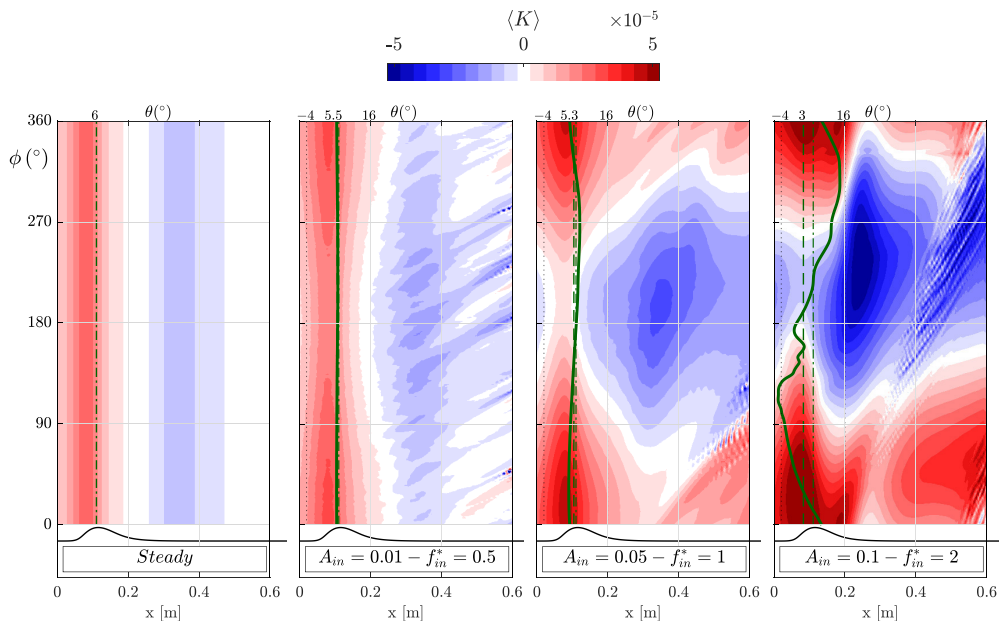 ⟨K⟩ ×10⁻⁵
-5 0 5
θ(°) θ(°) θ(°) θ(°)
6 −4 5.5 16 −4 5.3 16 −4 3 16
360
ϕ (°)
270
180
90
0
Steady A_in = 0.01 − f*_in = 0.5 A_in = 0.05 − f*_in = 1 A_in = 0.1 − f*_in = 2
0 0.2 0.4 0.6 0 0.2 0.4 0.6 0 0.2 0.4 0.6 0 0.2 0.4 0.6
x [m] x [m] x [m] x [m]